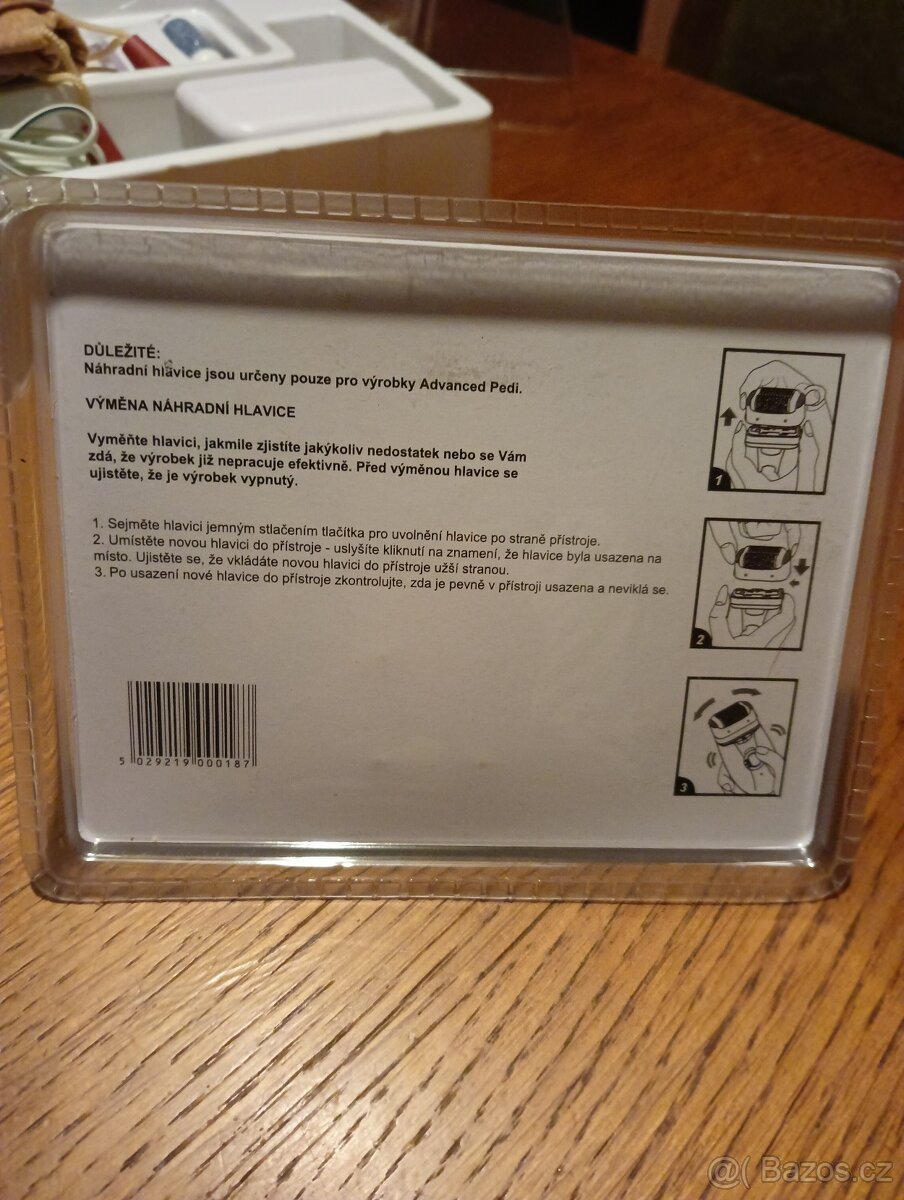 DŮLEŽITÉ:
Náhradní hlavice jsou určeny pouze pro výrobky Advanced Pedi.
VÝMĚNA NÁHRADNÍ HLAVICE
Vyměňte hlavici, jakmile zjistíte jakýkoliv nedostatek nebo se Vám
zdá, že výrobek již nepracuje efektivně. Před výměnou hlavice se
ujistěte, že je výrobek vypnutý.
1. Sejměte hlavici jemným stlačením tlačítka pro uvolnění hlavice po straně přístroje.
2. Umístěte novou hlavici do přístroje - uslyšíte kliknutí na znamení, že hlavice byla usazena na
místo. Ujistěte se, že vkládáte novou hlavici do přístroje užší stranou.
3. Po usazení nové hlavice do přístroje zkontrolujte, zda je pevně v přístroji usazena a neviklá se.
1
2
3
5 029219 000187
@( Bazos.cz